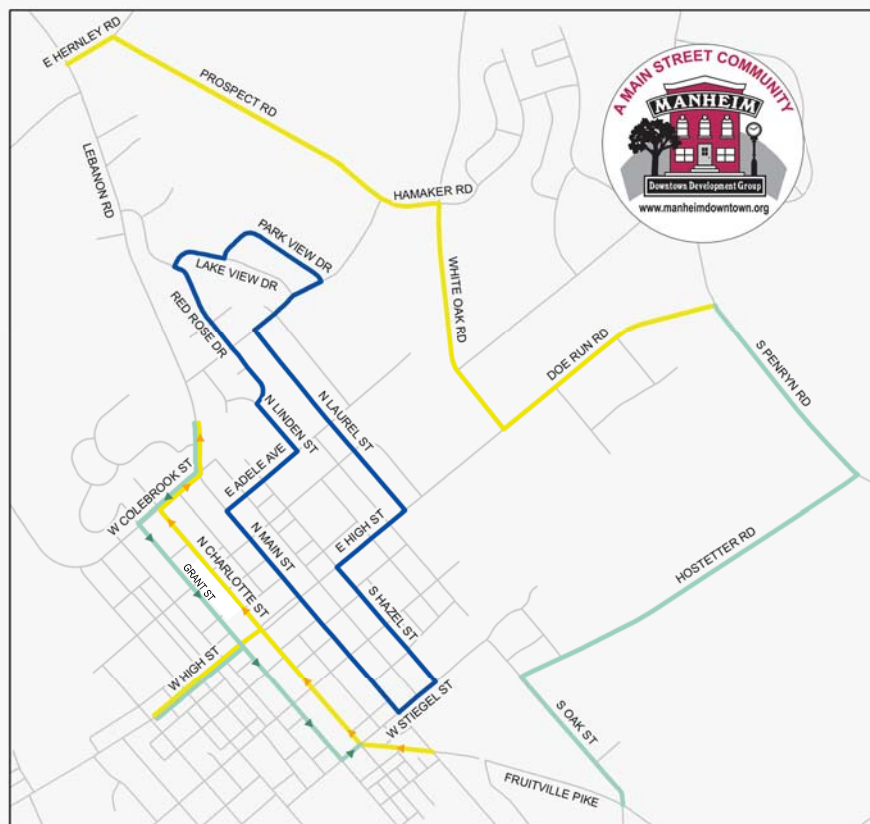 E HERNLEY RD
PROSPECT RD
A MAIN STREET COMMUNITY
MANHEIM
Downtown Development Group
www.manheimdowntown.org
LEBANON RD
HAMAKER RD
PARK VIEW DR
LAKE VIEW DR
WHITE OAK RD
RED ROSE DR
DOE RUN RD
S PENRYN RD
N LAUREL ST
N LINDEN ST
E ADELE AVE
W COLEBROOK ST
E HIGH ST
N MAIN ST
N CHARLOTTE ST
GRANT ST
HOSTETTER RD
S HAZEL ST
W HIGH ST
W STIEGEL ST
S OAK ST
FRUITVILLE PIKE